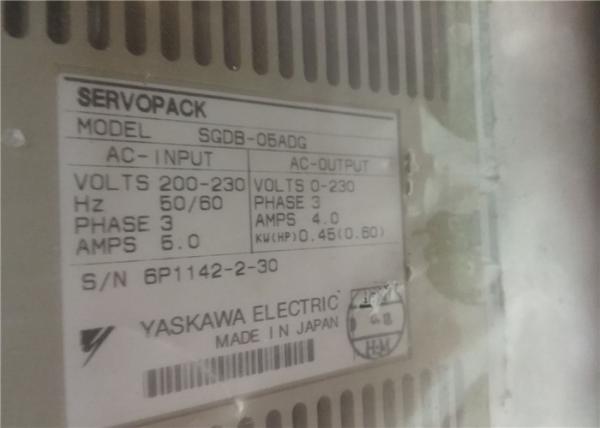 SERVOPACK
MODEL SGDB-05ADG
AC-INPUT AC-OUTPUT
VOLTS 200-230 VOLTS 0-230
Hz 50/60 PHASE 3
PHASE 3 AMPS 4.0
AMPS 5.0 KW(HP)0.45(0.60)
S/N 6P1142-2-30
YASKAWA ELECTRIC
MADE IN JAPAN
H-M